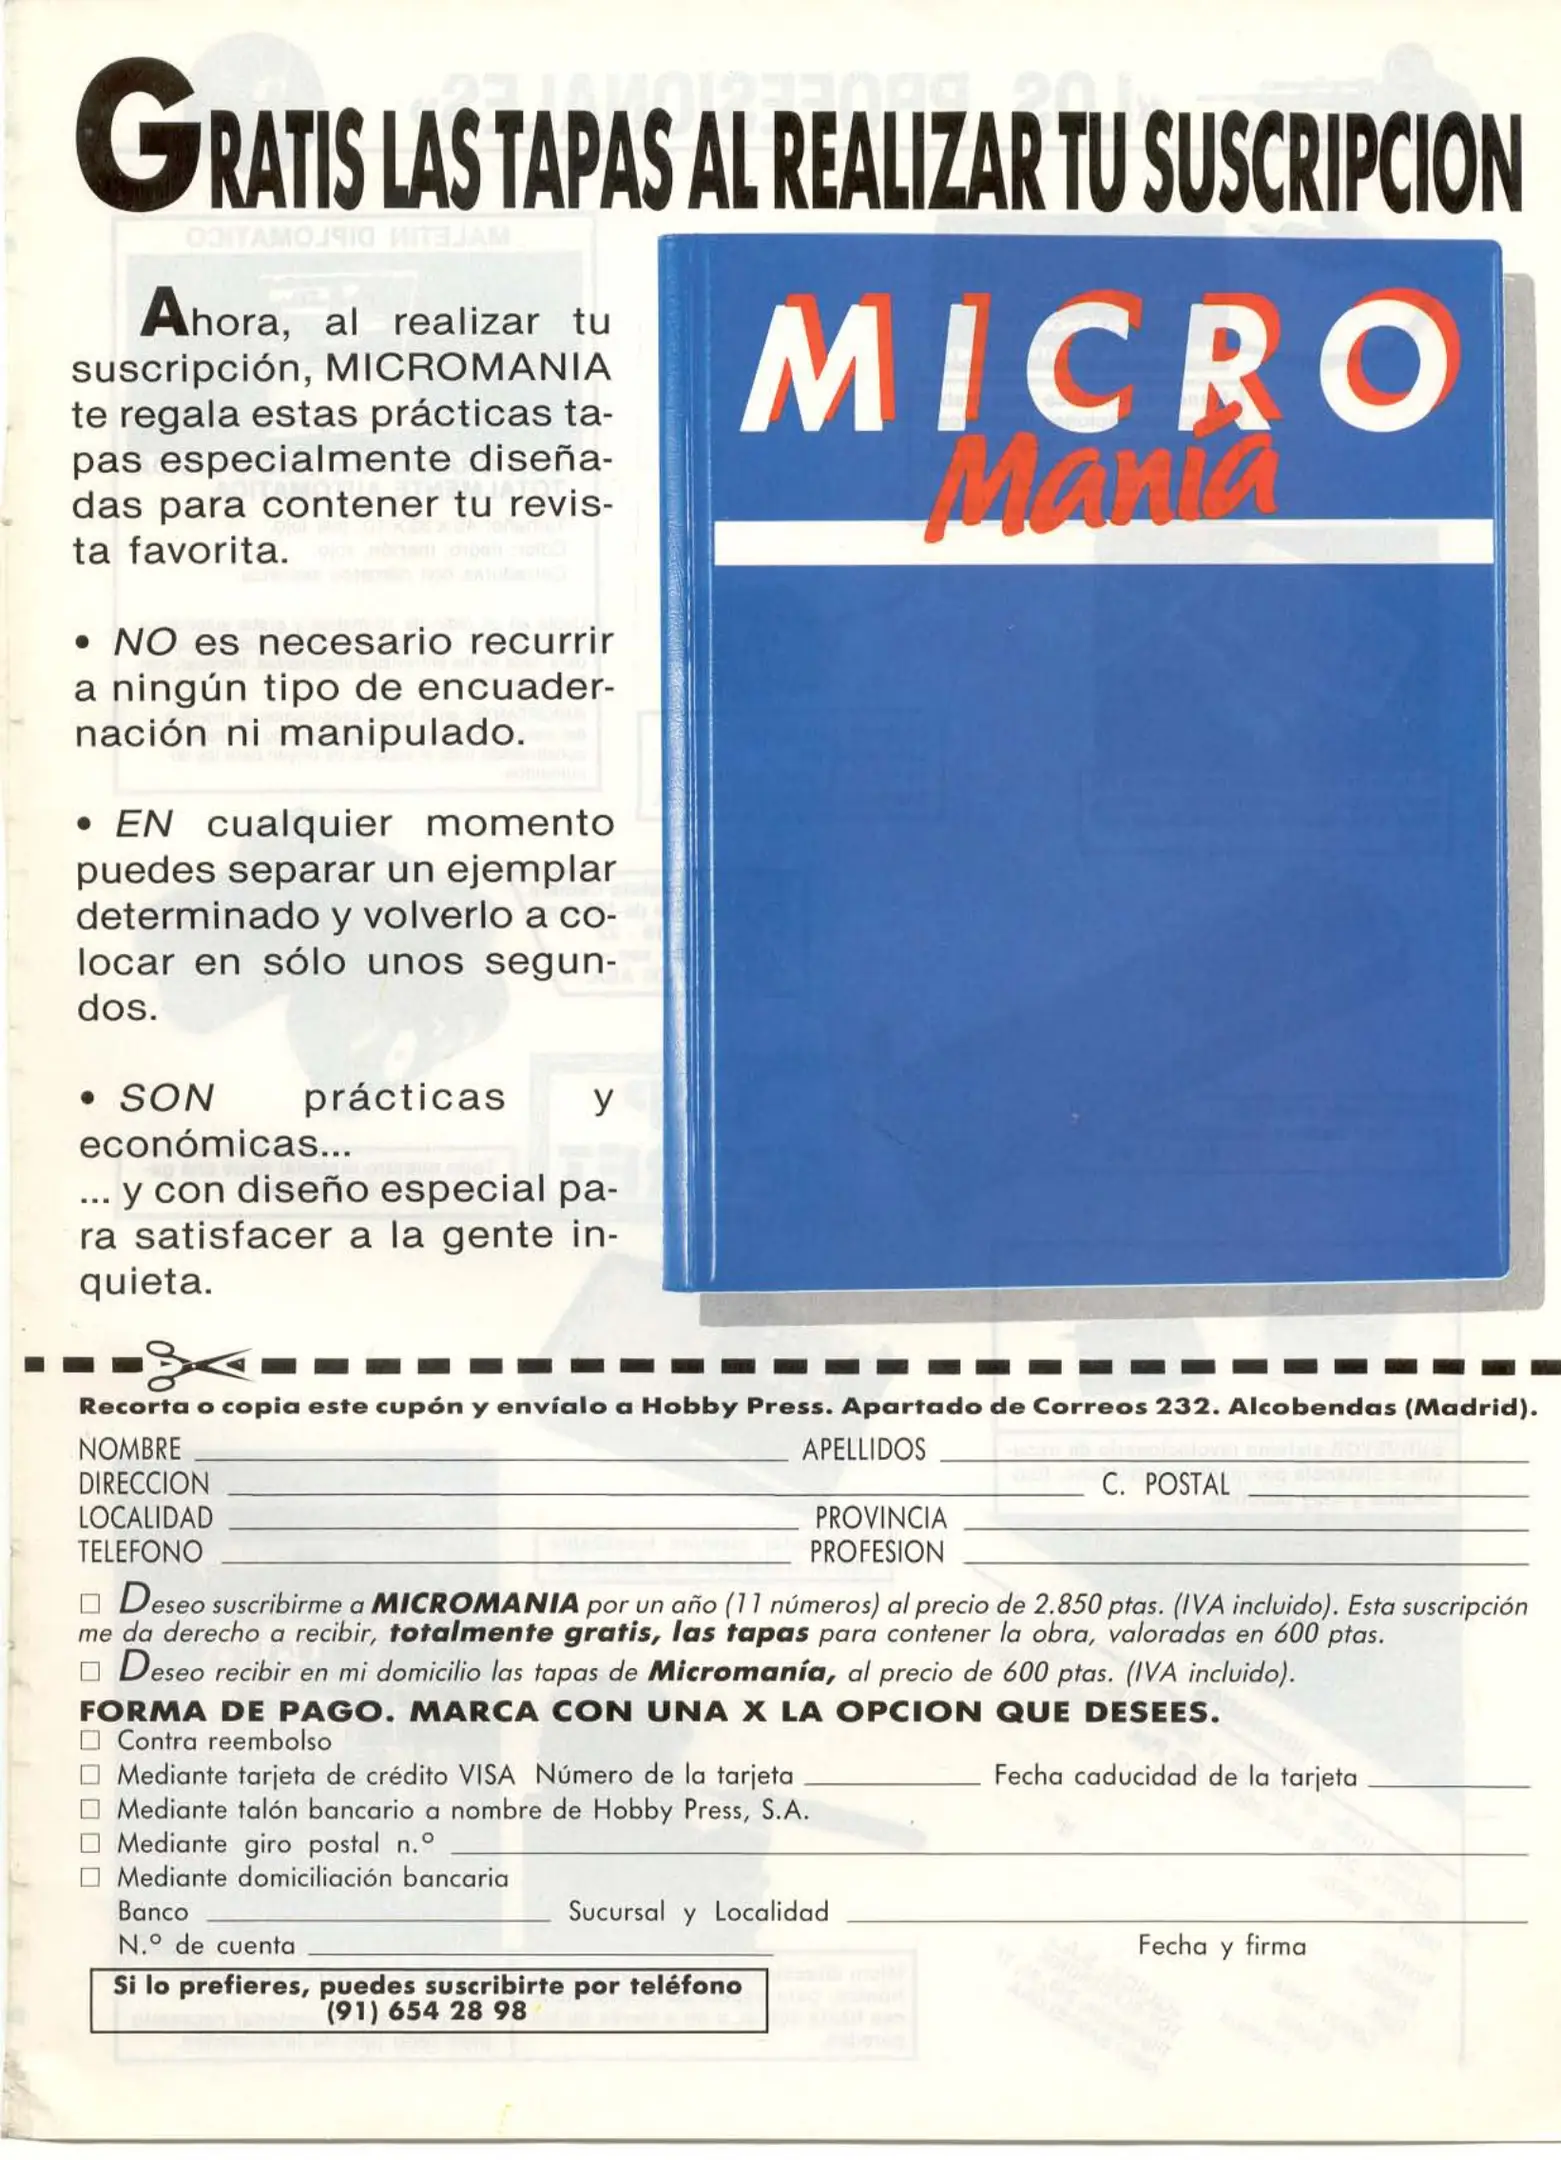 GRATIS LAS TAPAS AL REALIZAR TU SUSCRIPCION
Ahora, al realizar tu
suscripción, MICROMANIA
te regala estas prácticas ta-
pas especialmente diseña-
das para contener tu revis-
ta favorita.
• NO es necesario recurrir
a ningún tipo de encuader-
nación ni manipulado.
• EN cualquier momento
puedes separar un ejemplar
determinado y volverlo a co-
locar en sólo unos segun-
dos.
• SON prácticas y
económicas...
... y con diseño especial pa-
ra satisfacer a la gente in-
quieta.
MICRO
Manía
Recorta o copia este cupón y envíalo a Hobby Press. Apartado de Correos 232. Alcobendas (Madrid).
NOMBRE APELLIDOS
DIRECCION C. POSTAL
LOCALIDAD PROVINCIA
TELEFONO PROFESION
□ Deseo suscribirme a MICROMANIA por un año (11 números) al precio de 2.850 ptas. (IVA incluido). Esta suscripción
me da derecho a recibir, totalmente gratis, las tapas para contener la obra, valoradas en 600 ptas.
□ Deseo recibir en mi domicilio las tapas de Micromanía, al precio de 600 ptas. (IVA incluido).
FORMA DE PAGO. MARCA CON UNA X LA OPCION QUE DESEES.
□ Contra reembolso
□ Mediante tarjeta de crédito VISA Número de la tarjeta Fecha caducidad de la tarjeta
□ Mediante talón bancario a nombre de Hobby Press, S.A.
□ Mediante giro postal n.º
□ Mediante domiciliación bancaria
Banco Sucursal y Localidad
N.º de cuenta Fecha y firma
Si lo prefieres, puedes suscribirte por teléfono
(91) 654 28 98